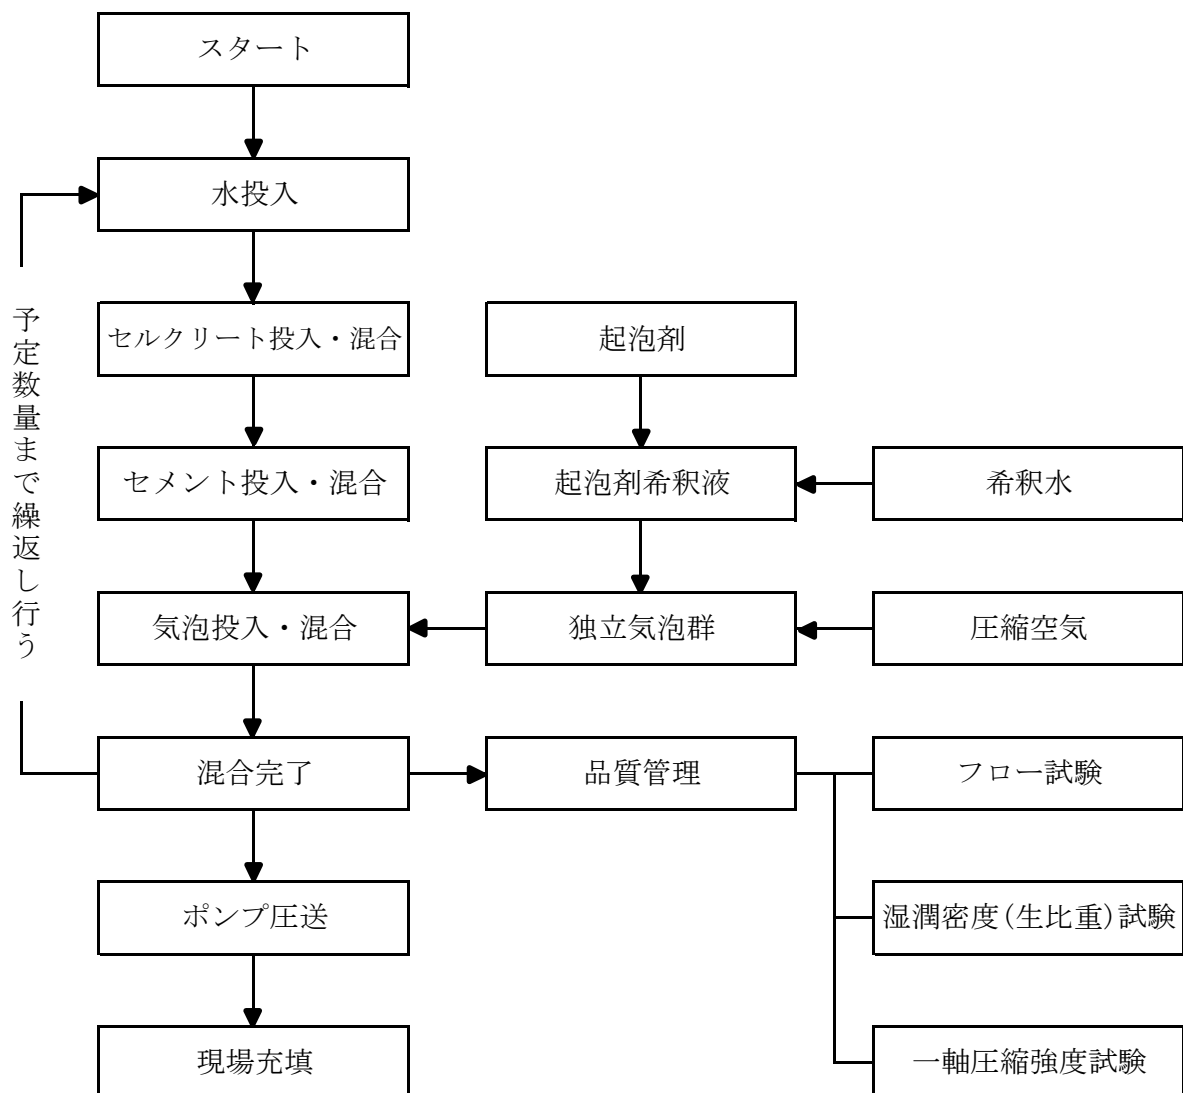 スタート
水投入
セルクリート投入・混合
起泡剤
セメント投入・混合
起泡剤希釈液
希釈水
気泡投入・混合
独立気泡群
圧縮空気
混合完了
品質管理
フロー試験
ポンプ圧送
湿潤密度(生比重)試験
現場充填
一軸圧縮強度試験
予定数量まで繰返し行う